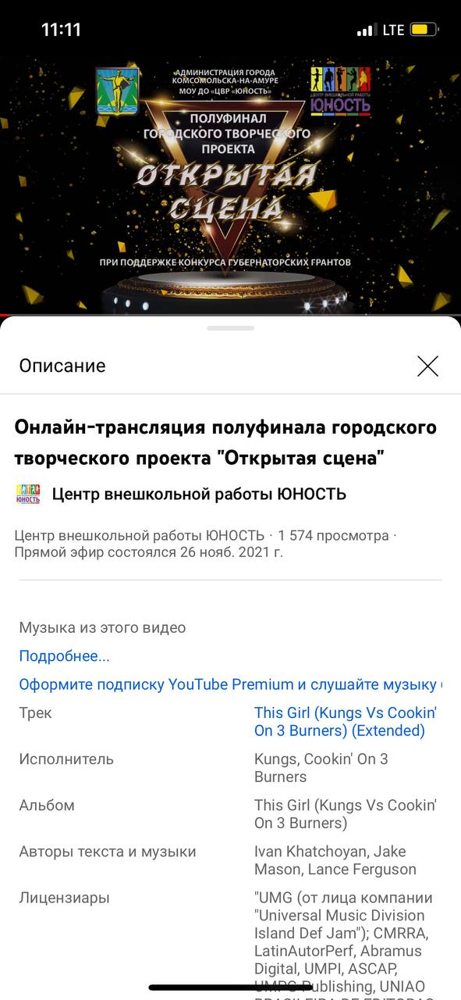 11:11
LTE
АДМИНИСТРАЦИЯ ГОРОДА
КОМСОМОЛЬСКА-НА-АМУРЕ
МОУ ДО «ЦВР «ЮНОСТЬ»
ЦЕНТР ВНЕШКОЛЬНОЙ РАБОТЫ
ЮНОСТЬ
ПОЛУФИНАЛ
ГОРОДСКОГО ТВОРЧЕСКОГО
ПРОЕКТА
ОТКРЫТАЯ
СЦЕНА
ПРИ ПОДДЕРЖКЕ КОНКУРСА ГУБЕРНАТОРСКИХ ГРАНТОВ
Описание
Онлайн-трансляция полуфинала городского
творческого проекта "Открытая сцена"
ЮНОСТЬ
Центр внешкольной работы ЮНОСТЬ
Центр внешкольной работы ЮНОСТЬ · 1 574 просмотра ·
Прямой эфир состоялся 26 нояб. 2021 г.
Музыка из этого видео
Подробнее...
Оформите подписку YouTube Premium и слушайте музыку
Трек
This Girl (Kungs Vs Cookin'
On 3 Burners) (Extended)
Исполнитель
Kungs, Cookin' On 3
Burners
Альбом
This Girl (Kungs Vs Cookin'
On 3 Burners)
Авторы текста и музыки
Ivan Khatchoyan, Jake
Mason, Lance Ferguson
Лицензиары
"UMG (от лица компании
"Universal Music Division
Island Def Jam"); CMRRA,
LatinAutorPerf, Abramus
Digital, UMPI, ASCAP,
UMPG Publishing, UNIAO
BRASILEIRA DE EDITORAS